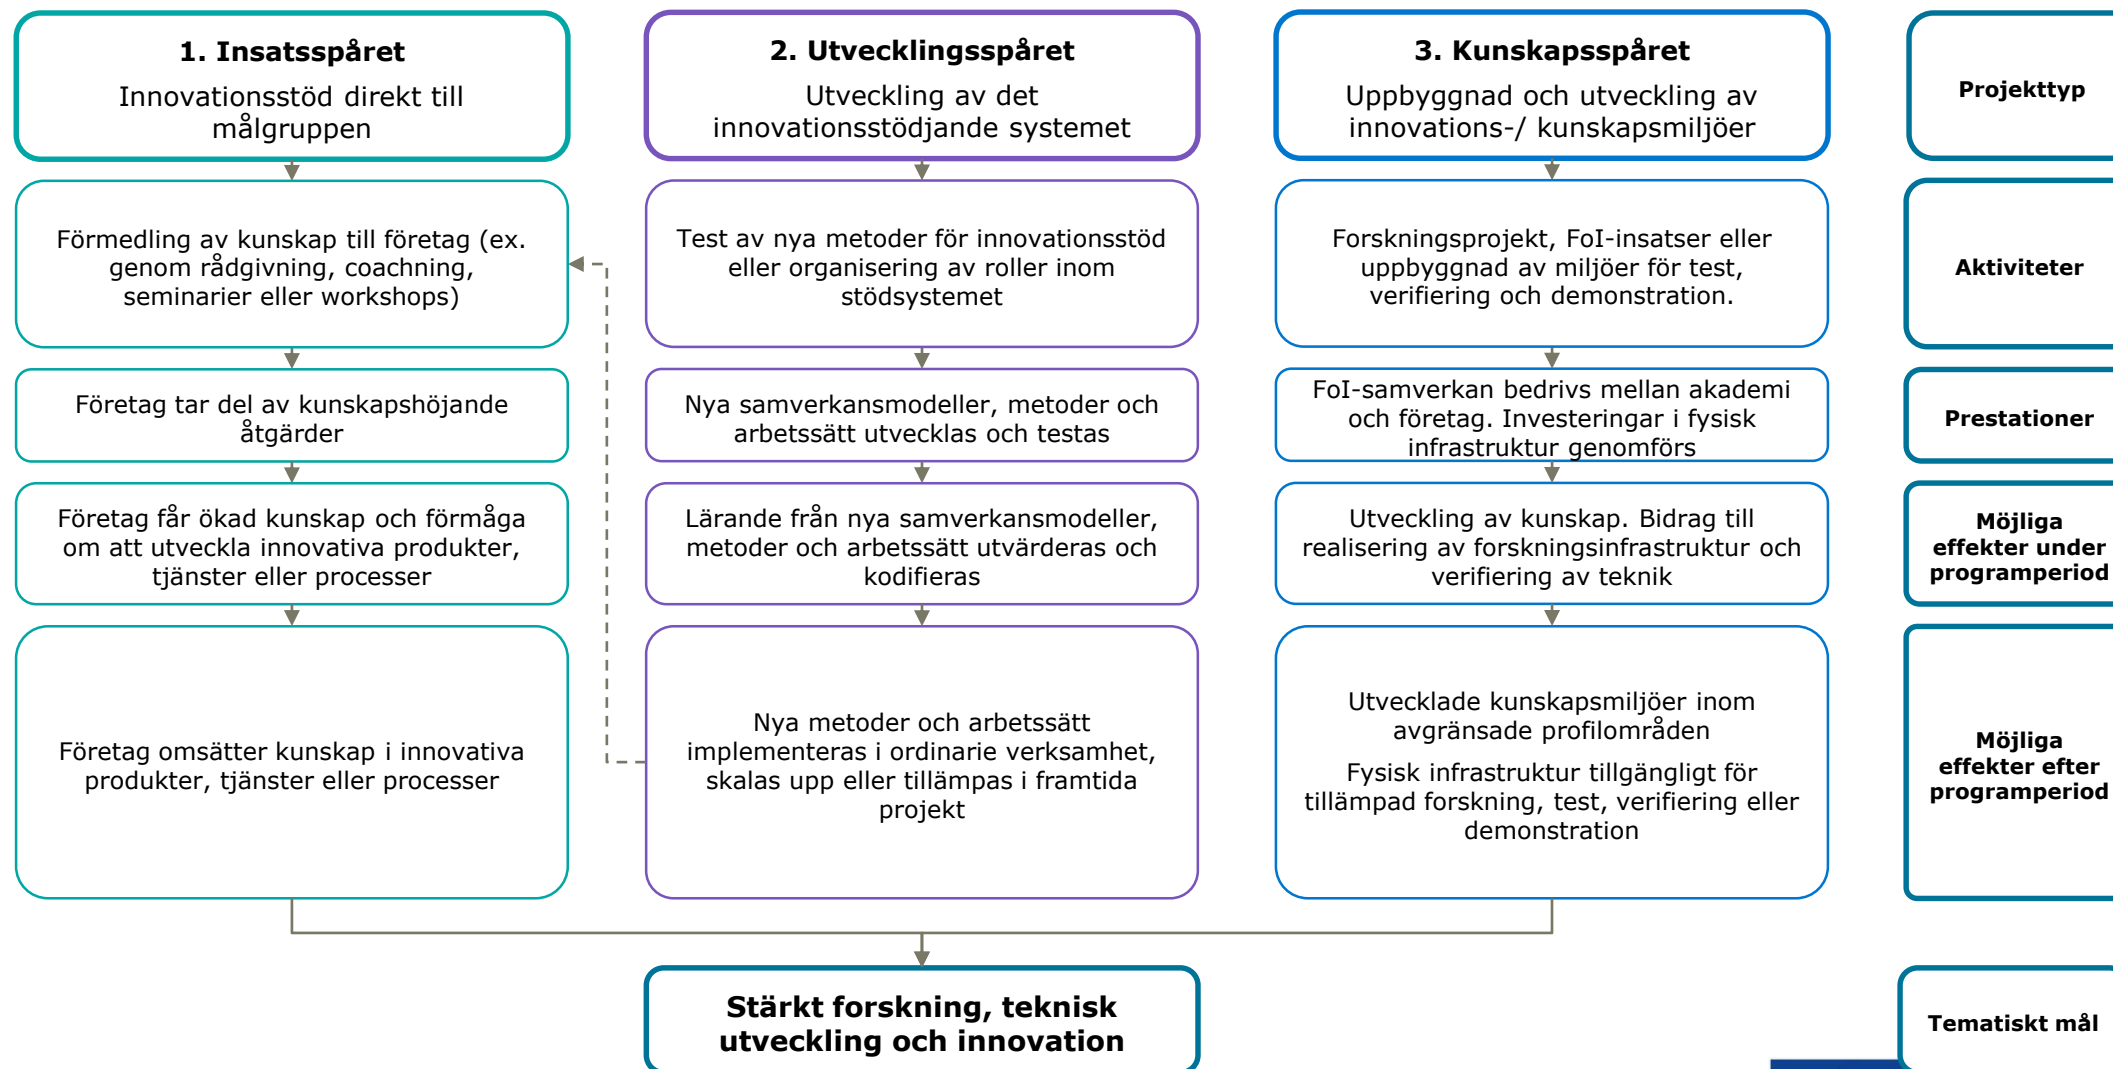 1. Insatsspåret
Innovationsstöd direkt till
målgruppen
2. Utvecklingsspåret
Utveckling av det
innovationsstödjande systemet
3. Kunskapsspåret
Uppbyggnad och utveckling av
innovations-/ kunskapsmiljöer
Projekttyp
Förmedling av kunskap till företag (ex.
genom rådgivning, coachning,
seminarier eller workshops)
Test av nya metoder för innovationsstöd
eller organisering av roller inom
stödsystemet
Forskningsprojekt, FoI-insatser eller
uppbyggnad av miljöer för test,
verifiering och demonstration.
Aktiviteter
Företag tar del av kunskapshöjande
åtgärder
Nya samverkansmodeller, metoder och
arbetssätt utvecklas och testas
FoI-samverkan bedrivs mellan akademi
och företag. Investeringar i fysisk
infrastruktur genomförs
Prestationer
Företag får ökad kunskap och förmåga
om att utveckla innovativa produkter,
tjänster eller processer
Lärande från nya samverkansmodeller,
metoder och arbetssätt utvärderas och
kodifieras
Utveckling av kunskap. Bidrag till
realisering av forskningsinfrastruktur och
verifiering av teknik
Möjliga
effekter under
programperiod
Företag omsätter kunskap i innovativa
produkter, tjänster eller processer
Nya metoder och arbetssätt
implementeras i ordinarie verksamhet,
skalas upp eller tillämpas i framtida
projekt
Utvecklade kunskapsmiljöer inom
avgränsade profilområden
Fysisk infrastruktur tillgängligt för
tillämpad forskning, test, verifiering eller
demonstration
Möjliga
effekter efter
programperiod
Stärkt forskning, teknisk
utveckling och innovation
Tematiskt mål